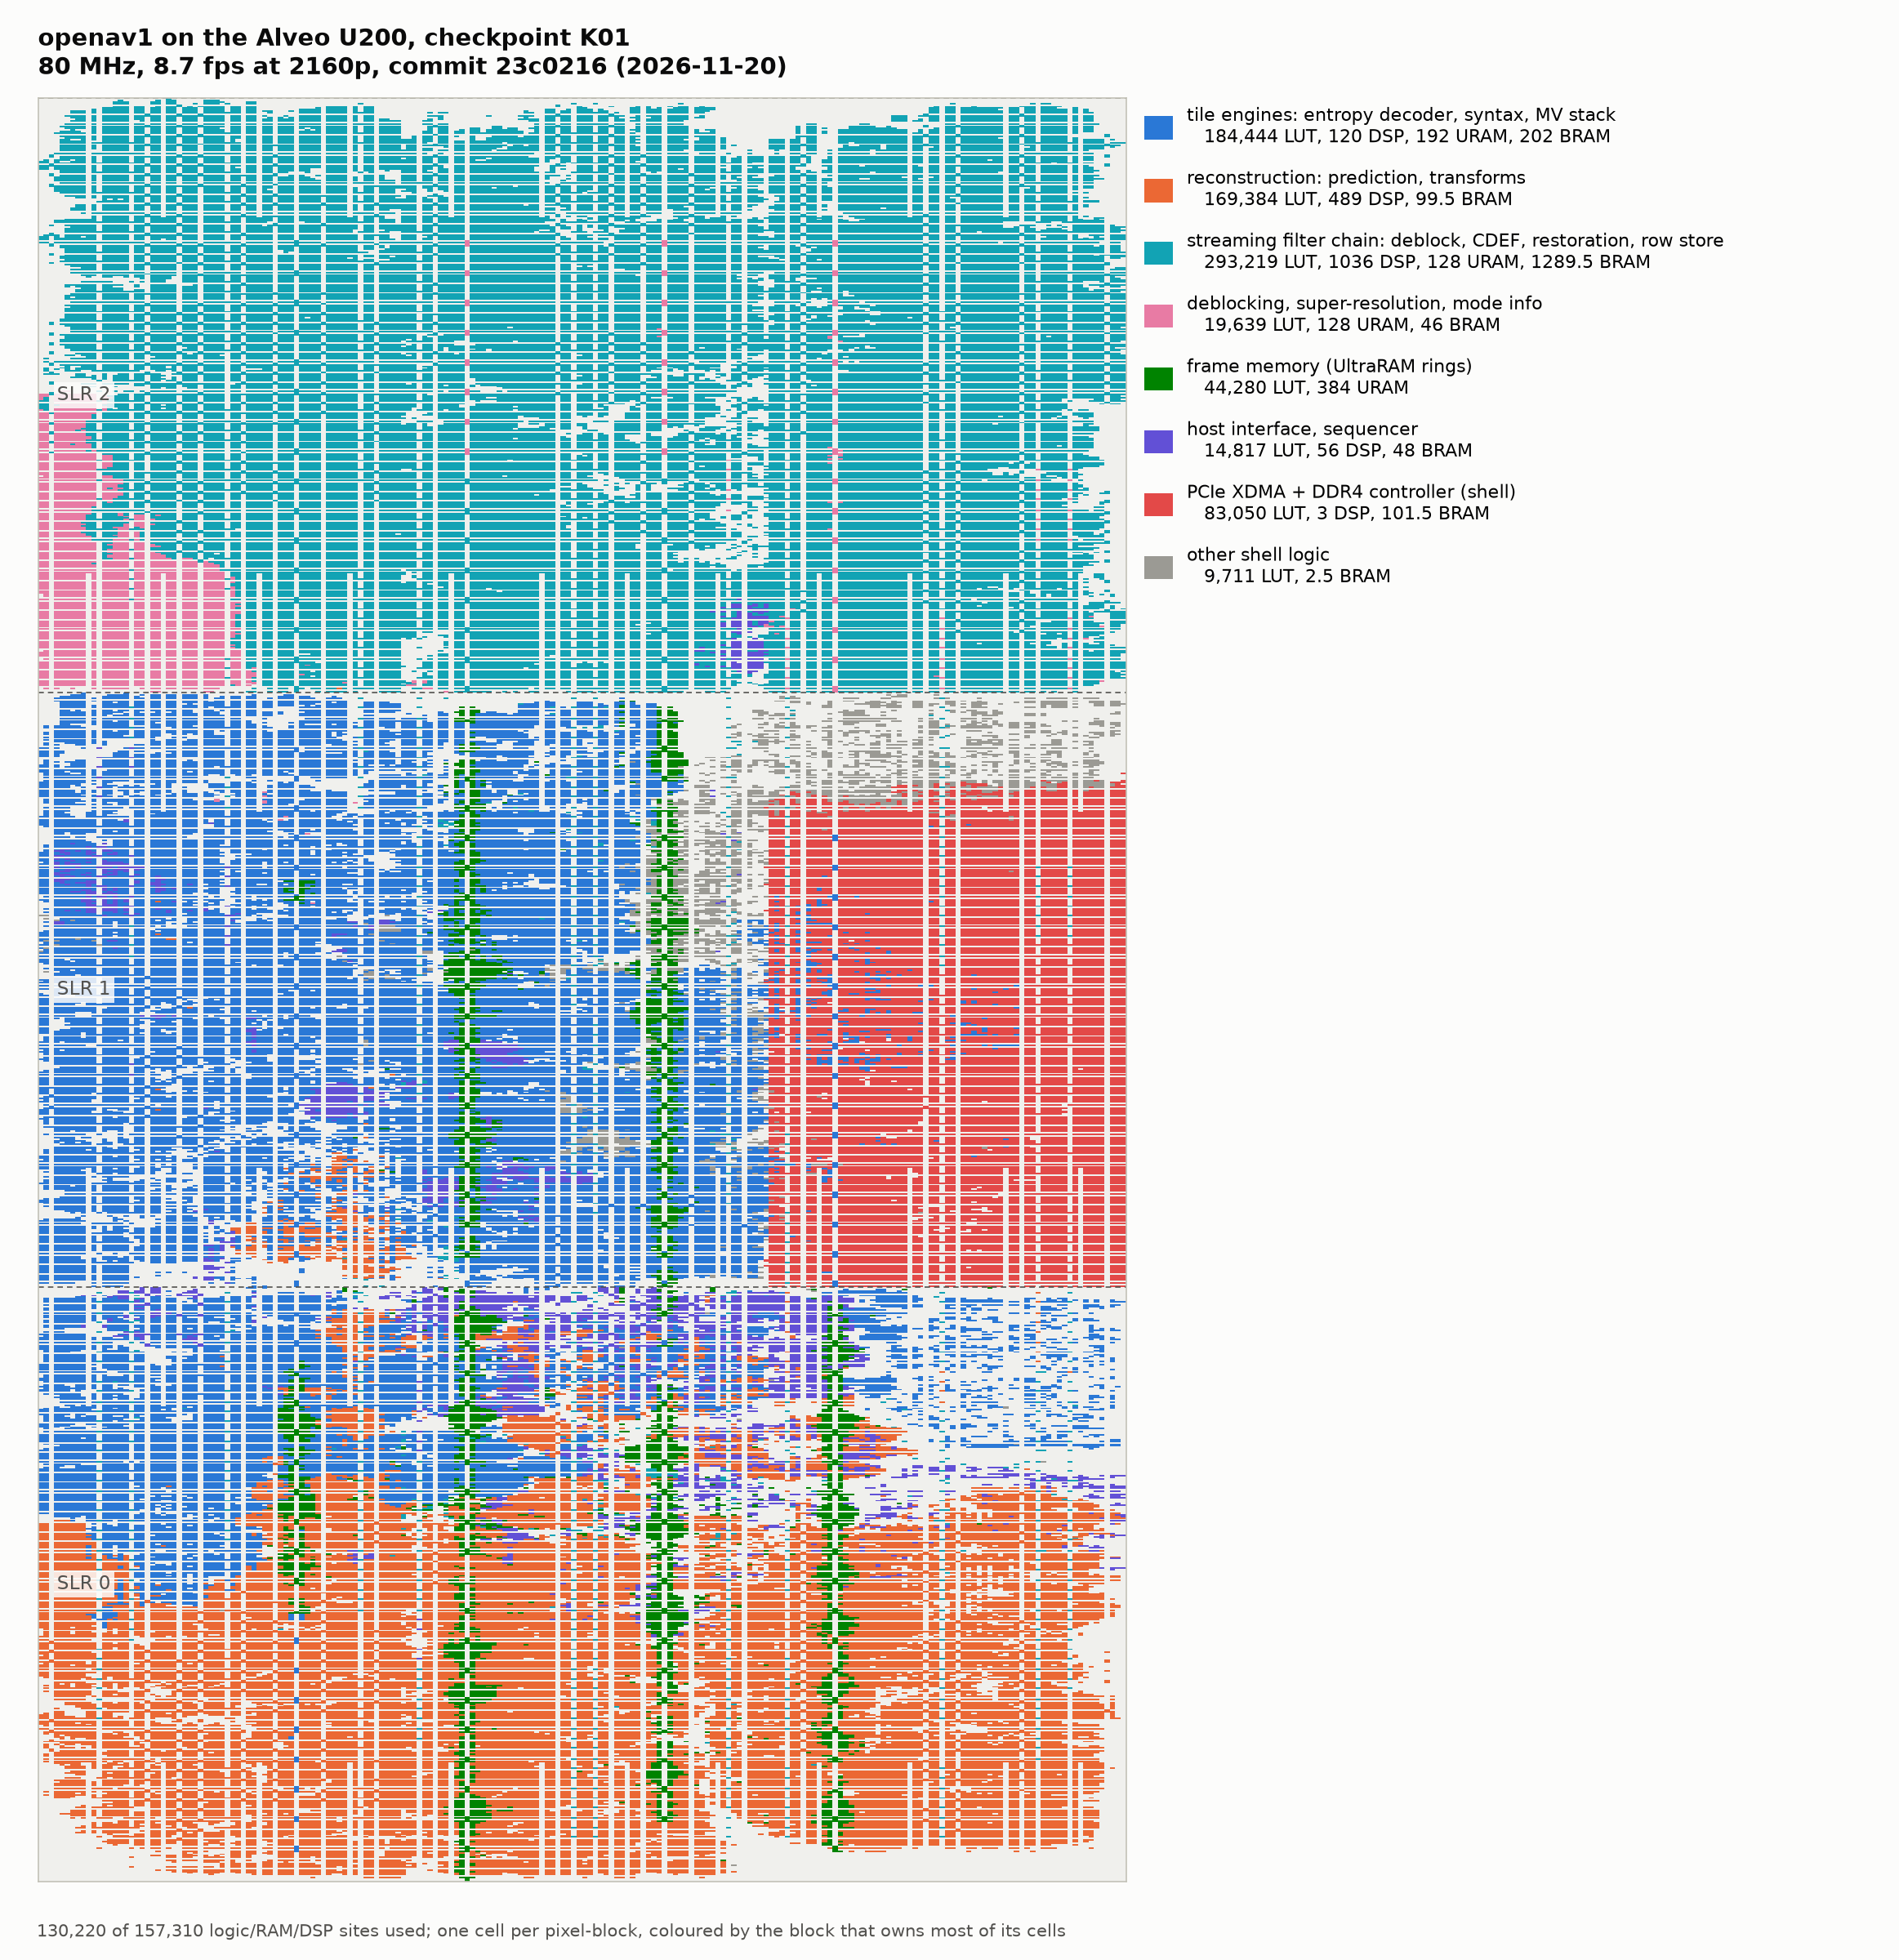 openav1 on the Alveo U200, checkpoint K01
80 MHz, 8.7 fps at 2160p, commit 23c0216 (2026-11-20)
tile engines: entropy decoder, syntax, MV stack
184,444 LUT, 120 DSP, 192 URAM, 202 BRAM
reconstruction: prediction, transforms
169,384 LUT, 489 DSP, 99.5 BRAM
streaming filter chain: deblock, CDEF, restoration, row store
293,219 LUT, 1036 DSP, 128 URAM, 1289.5 BRAM
deblocking, super-resolution, mode info
19,639 LUT, 128 URAM, 46 BRAM
frame memory (UltraRAM rings)
44,280 LUT, 384 URAM
host interface, sequencer
14,817 LUT, 56 DSP, 48 BRAM
PCIe XDMA + DDR4 controller (shell)
83,050 LUT, 3 DSP, 101.5 BRAM
other shell logic
9,711 LUT, 2.5 BRAM
SLR 2
SLR 1
SLR 0
130,220 of 157,310 logic/RAM/DSP sites used; one cell per pixel-block, coloured by the block that owns most of its cells